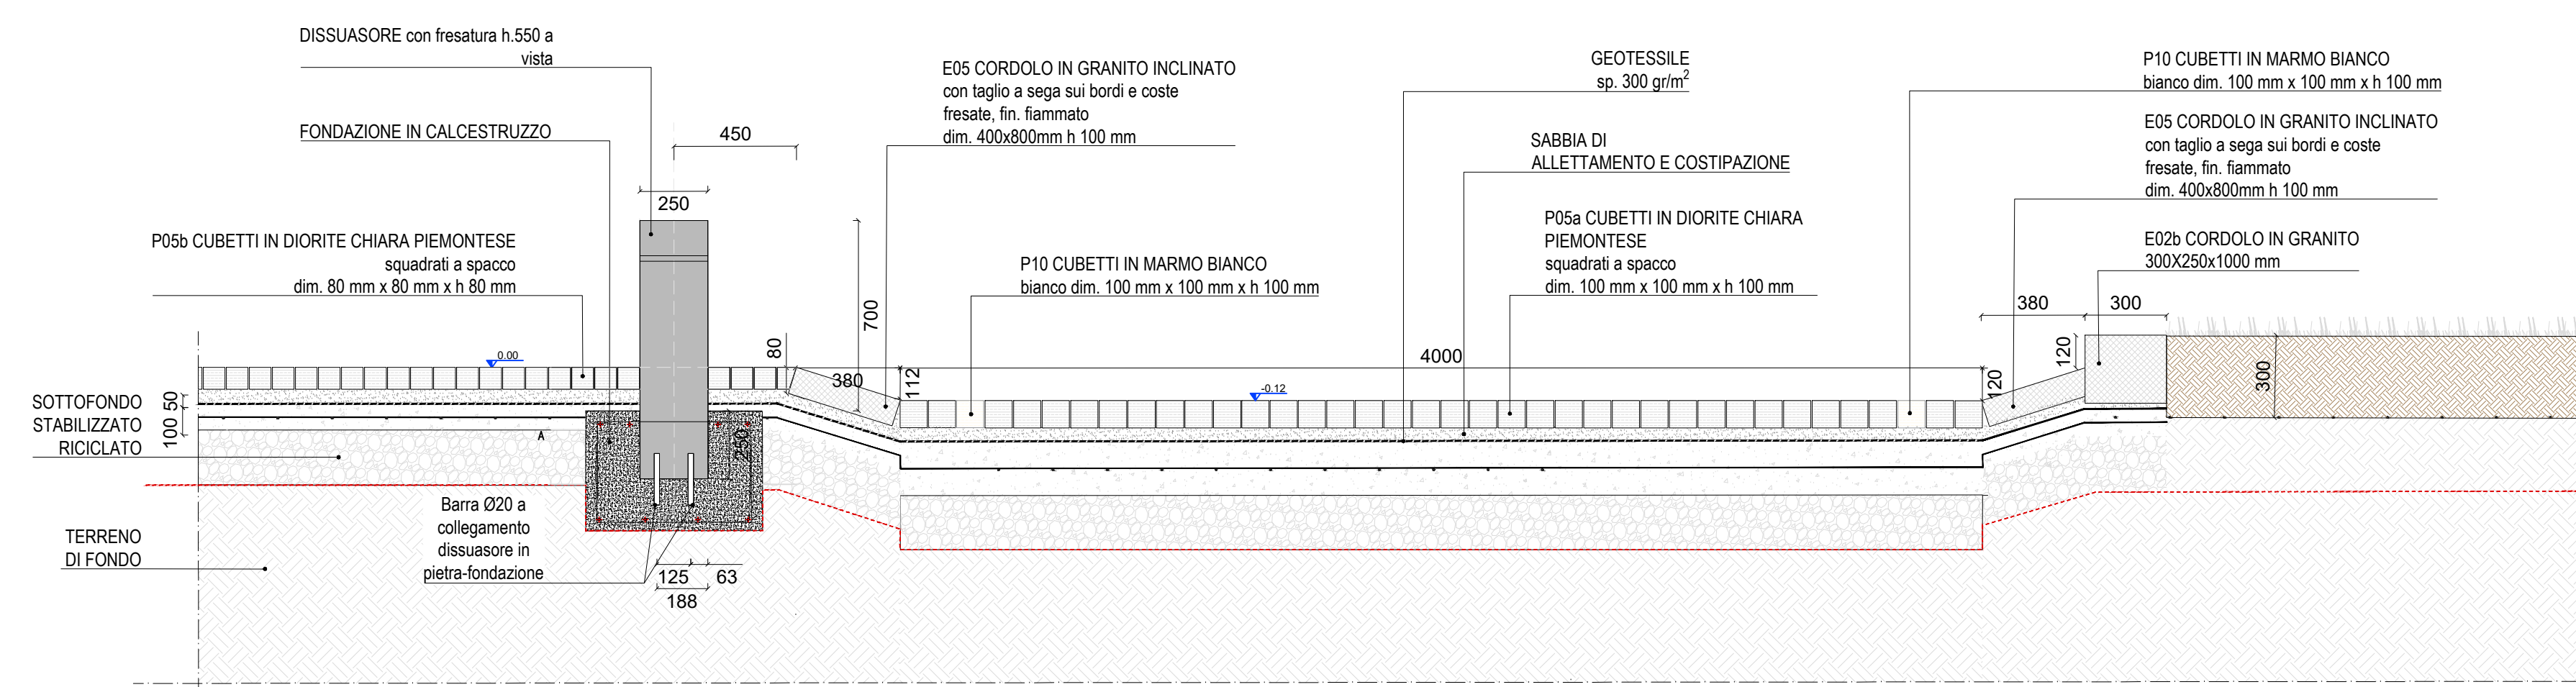 DISSUASORE con fresatura h.550 a
vista
FONDAZIONE IN CALCESTRUZZO
P05b CUBETTI IN DIORITE CHIARA PIEMONTESE
squadrati a spacco
dim. 80 mm x 80 mm x h 80 mm
450
250
E05 CORDOLO IN GRANITO INCLINATO
con taglio a sega sui bordi e coste
fresate, fin. fiammato
dim. 400x800mm h 100 mm
GEOTESSILE
sp. 300 gr/m²
SABBIA DI
ALLETTAMENTO E COSTIPAZIONE
P10 CUBETTI IN MARMO BIANCO
bianco dim. 100 mm x 100 mm x h 100 mm
P05a CUBETTI IN DIORITE CHIARA
PIEMONTESE
squadrati a spacco
dim. 100 mm x 100 mm x h 100 mm
P10 CUBETTI IN MARMO BIANCO
bianco dim. 100 mm x 100 mm x h 100 mm
E05 CORDOLO IN GRANITO INCLINATO
con taglio a sega sui bordi e coste
fresate, fin. fiammato
dim. 400x800mm h 100 mm
E02b CORDOLO IN GRANITO
300X250x1000 mm
380
300
700
80
380
112
4000
120
120
300
0.00
-0.12
50
100
SOTTOFONDO
STABILIZZATO
RICICLATO
A
250
TERRENO
DI FONDO
Barra Ø20 a
collegamento
dissuasore in
pietra-fondazione
125
63
188